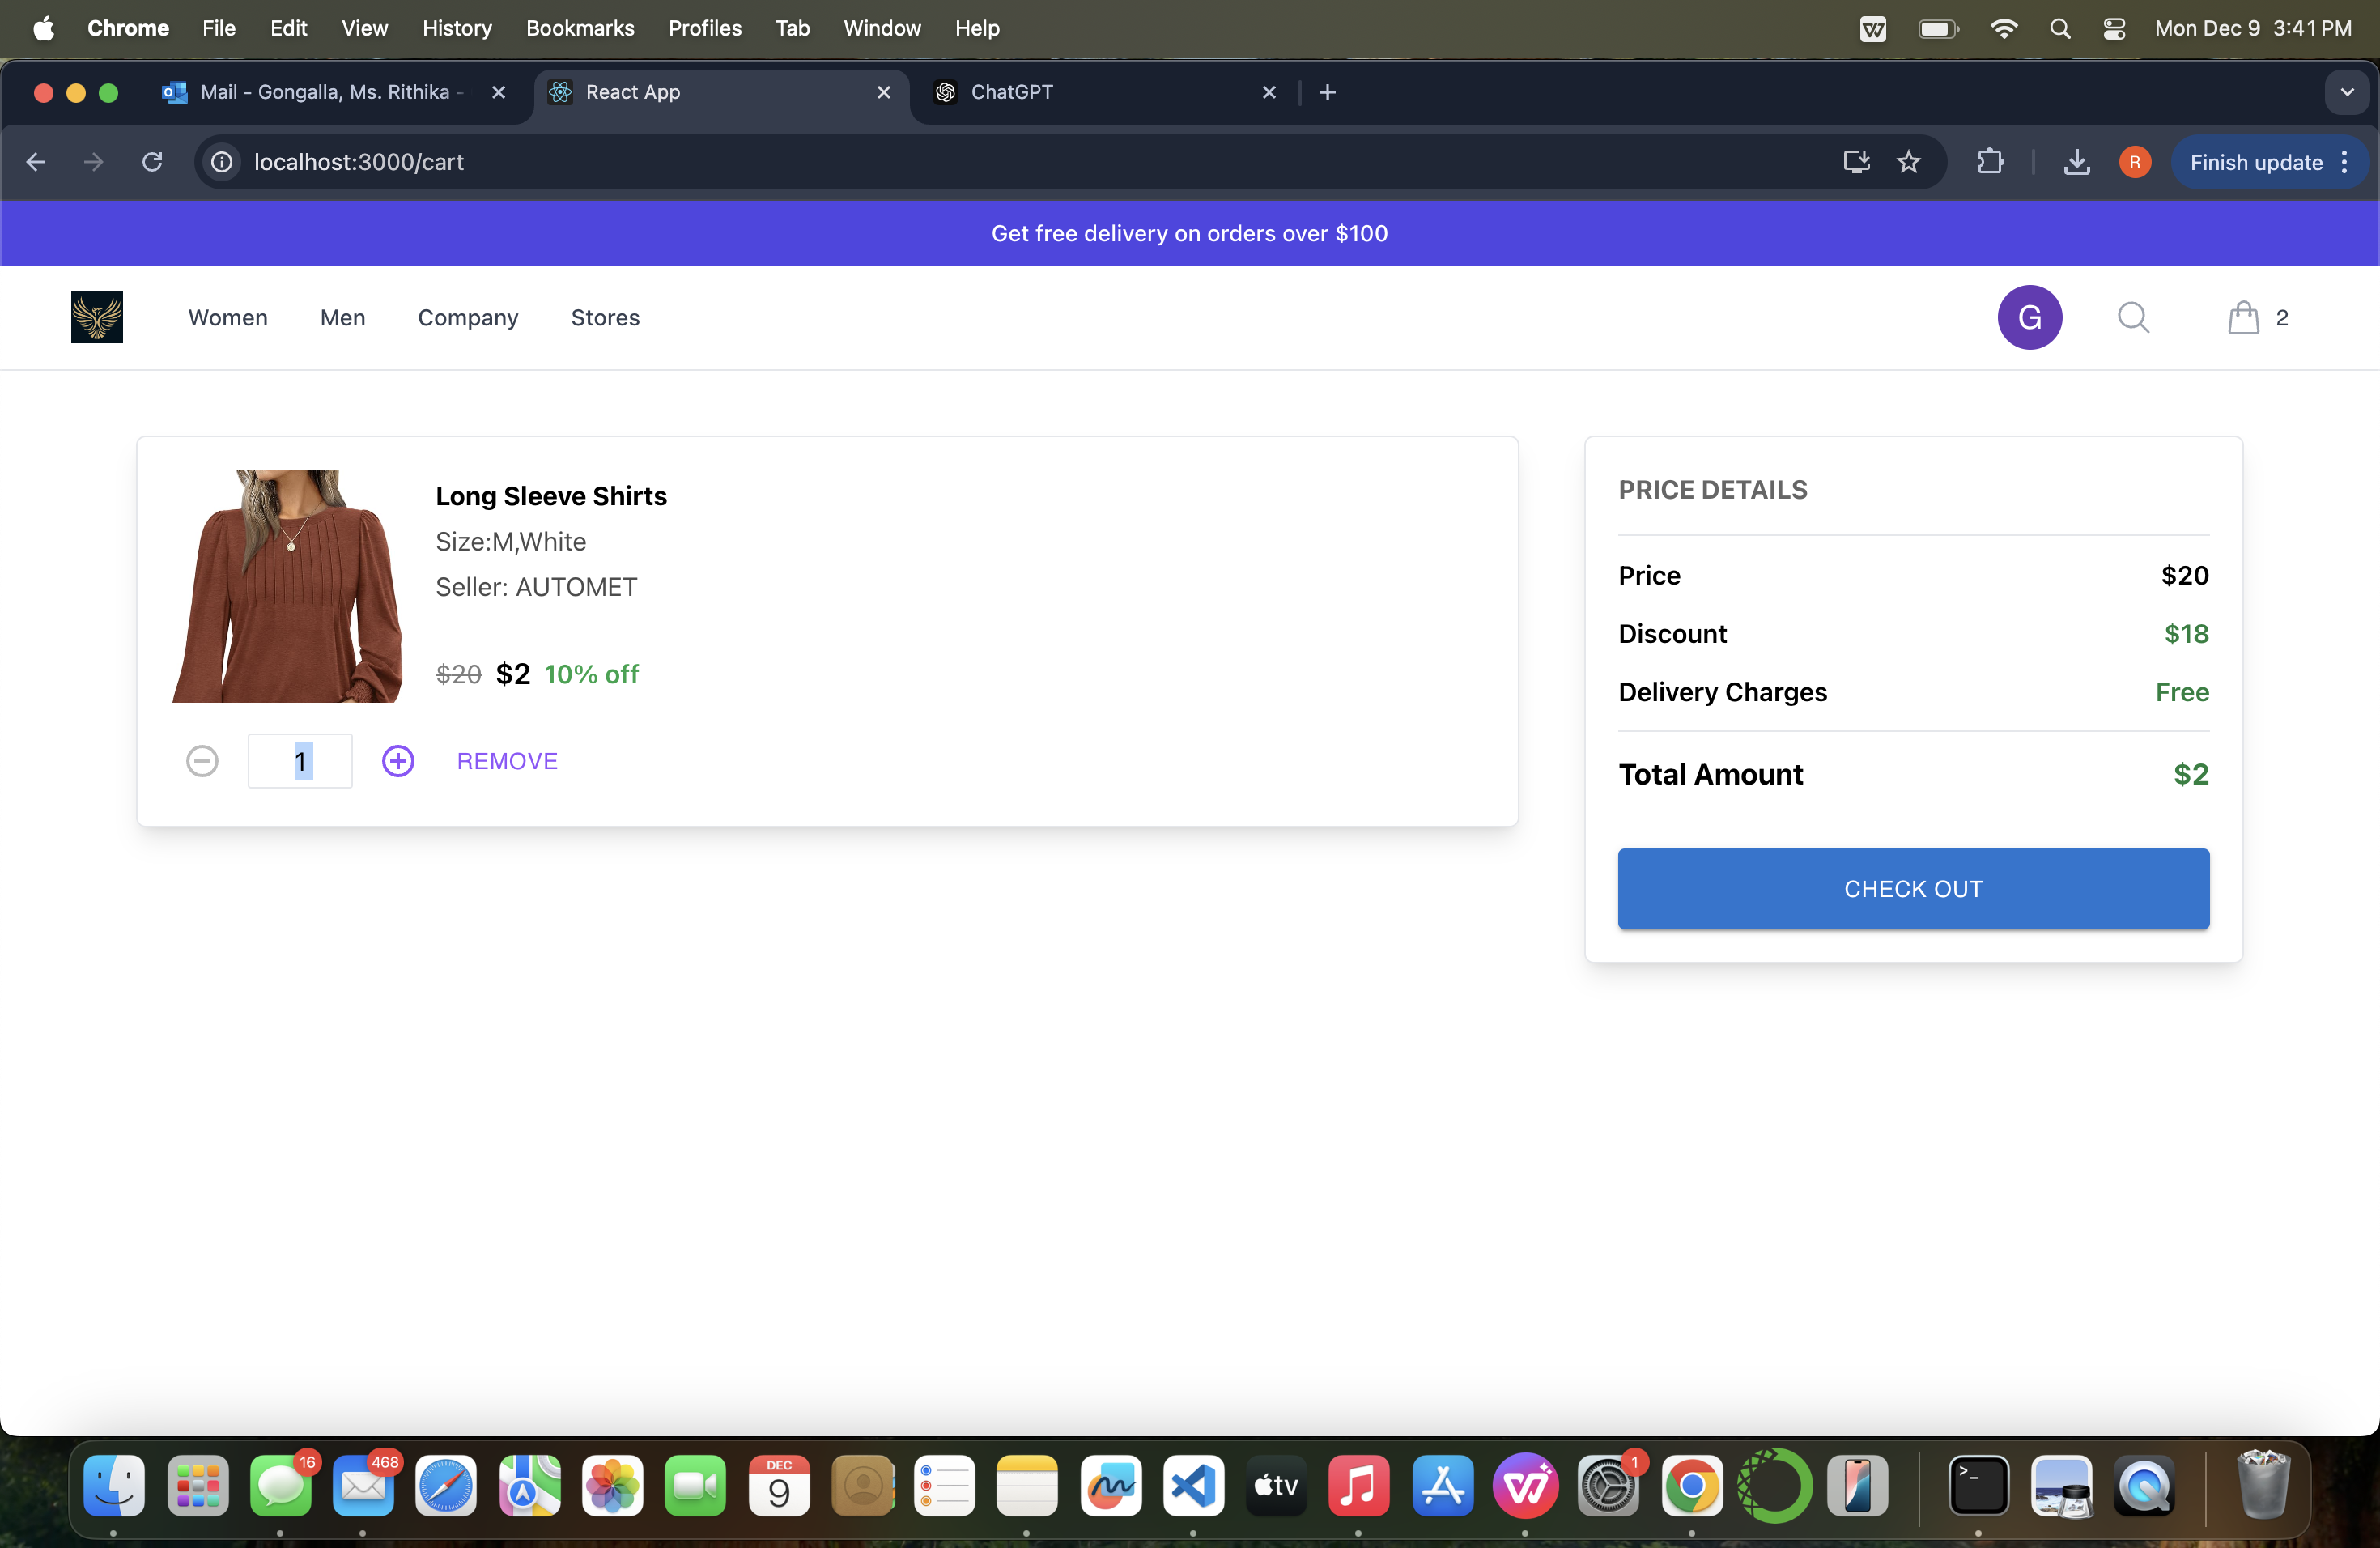 Chrome File Edit View History Bookmarks Profiles Tab Window Help Mon Dec 9 3:41 PM
Mail - Gongalla, Ms. Rithika - React App ChatGPT
localhost:3000/cart R Finish update
Get free delivery on orders over $100
Women Men Company Stores G 2
Long Sleeve Shirts
Size:M,White
Seller: AUTOMET
$20 $2 10% off
1 REMOVE
PRICE DETAILS
Price $20
Discount $18
Delivery Charges Free
Total Amount $2
CHECK OUT
16 468 DEC 9 tv 1